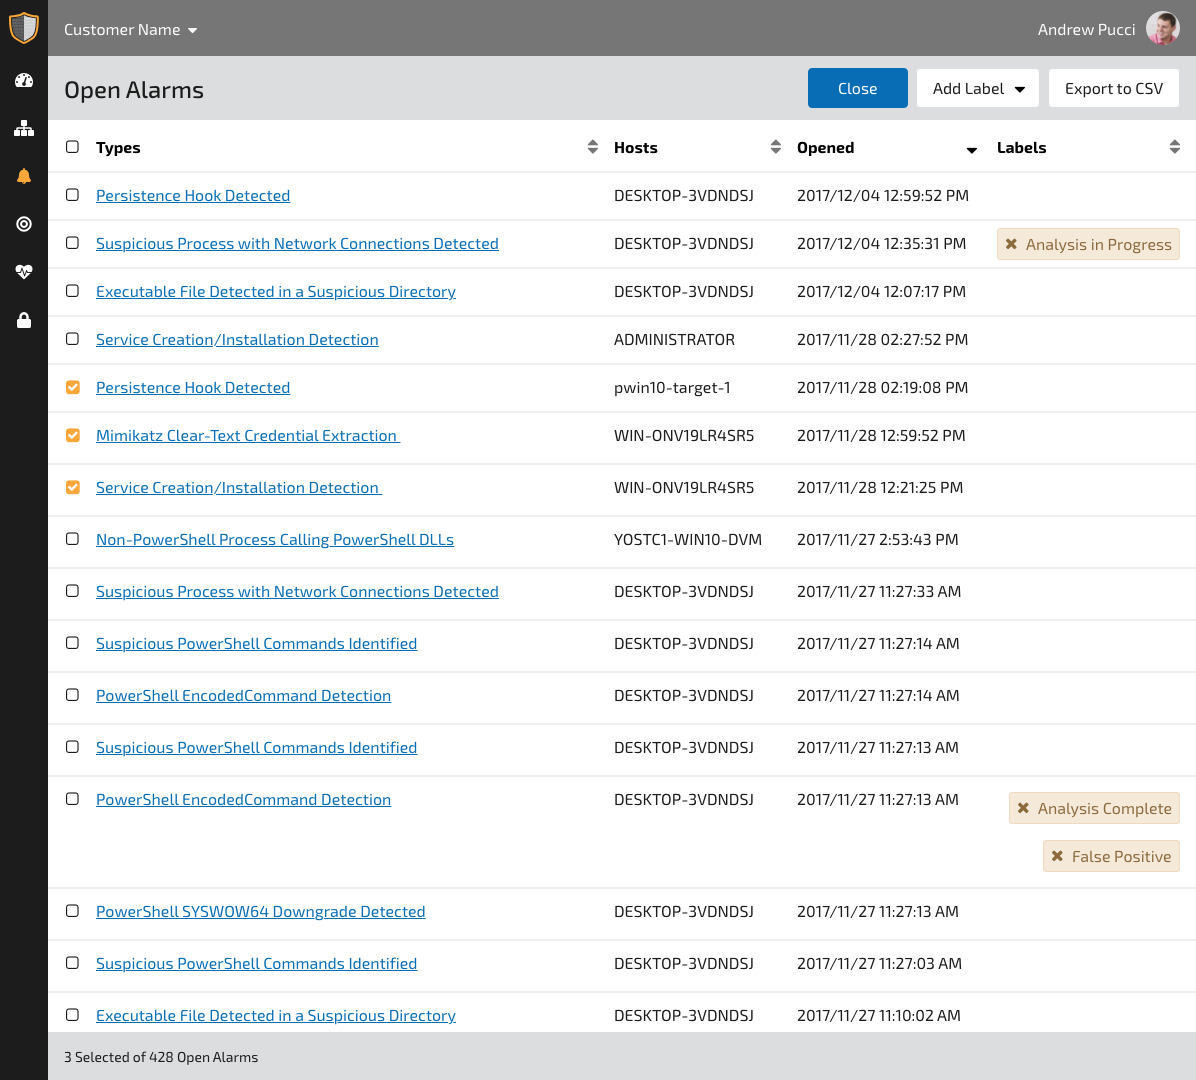 Customer Name
Andrew Pucci
Open Alarms
Close
Add Label
Export to CSV
Types Hosts Opened Labels
Persistence Hook Detected DESKTOP-3VDNDSJ 2017/12/04 12:59:52 PM
Suspicious Process with Network Connections Detected DESKTOP-3VDNDSJ 2017/12/04 12:35:31 PM Analysis in Progress
Executable File Detected in a Suspicious Directory DESKTOP-3VDNDSJ 2017/12/04 12:07:17 PM
Service Creation/Installation Detection ADMINISTRATOR 2017/11/28 02:27:52 PM
Persistence Hook Detected pwin10-target-1 2017/11/28 02:19:08 PM
Mimikatz Clear-Text Credential Extraction WIN-ONV19LR4SR5 2017/11/28 12:59:52 PM
Service Creation/Installation Detection WIN-ONV19LR4SR5 2017/11/28 12:21:25 PM
Non-PowerShell Process Calling PowerShell DLLs YOSTC1-WIN10-DVM 2017/11/27 2:53:43 PM
Suspicious Process with Network Connections Detected DESKTOP-3VDNDSJ 2017/11/27 11:27:33 AM
Suspicious PowerShell Commands Identified DESKTOP-3VDNDSJ 2017/11/27 11:27:14 AM
PowerShell EncodedCommand Detection DESKTOP-3VDNDSJ 2017/11/27 11:27:14 AM
Suspicious PowerShell Commands Identified DESKTOP-3VDNDSJ 2017/11/27 11:27:13 AM
PowerShell EncodedCommand Detection DESKTOP-3VDNDSJ 2017/11/27 11:27:13 AM Analysis Complete
False Positive
PowerShell SYSWOW64 Downgrade Detected DESKTOP-3VDNDSJ 2017/11/27 11:27:13 AM
Suspicious PowerShell Commands Identified DESKTOP-3VDNDSJ 2017/11/27 11:27:03 AM
Executable File Detected in a Suspicious Directory DESKTOP-3VDNDSJ 2017/11/27 11:10:02 AM
3 Selected of 428 Open Alarms